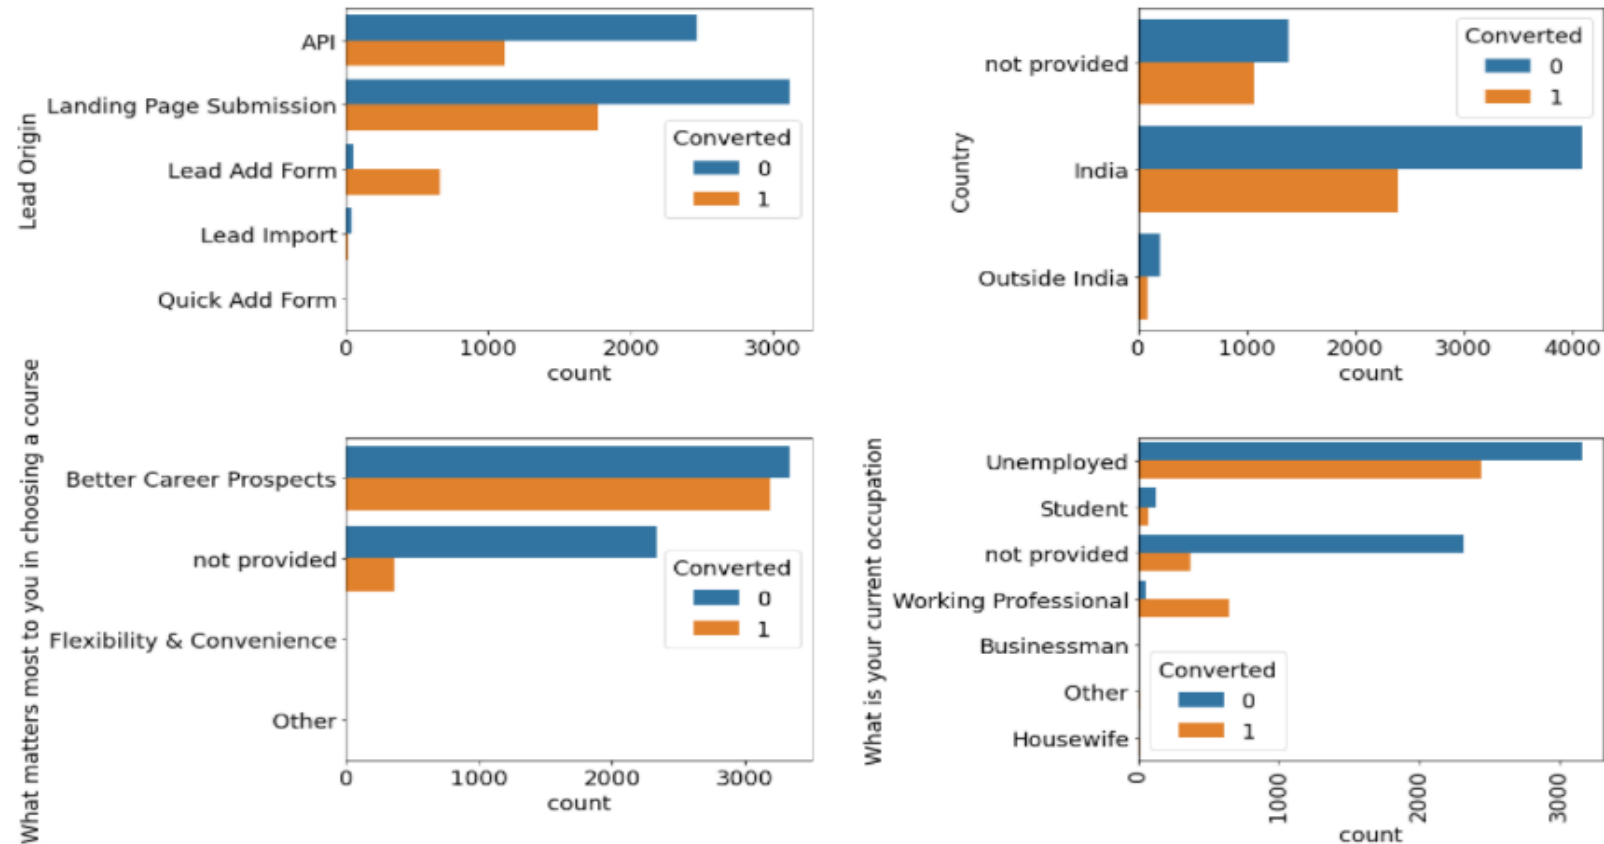 Lead Origin
API
Landing Page Submission
Lead Add Form
Lead Import
Quick Add Form
Converted
0
1
0 1000 2000 3000
count
Country
not provided
India
Outside India
Converted
0
1
0 1000 2000 3000 4000
count
What matters most to you in choosing a course
Better Career Prospects
not provided
Flexibility & Convenience
Other
Converted
0
1
0 1000 2000 3000
count
What is your current occupation
Unemployed
Student
not provided
Working Professional
Businessman
Other
Housewife
Converted
0
1
0 1000 2000 3000
count